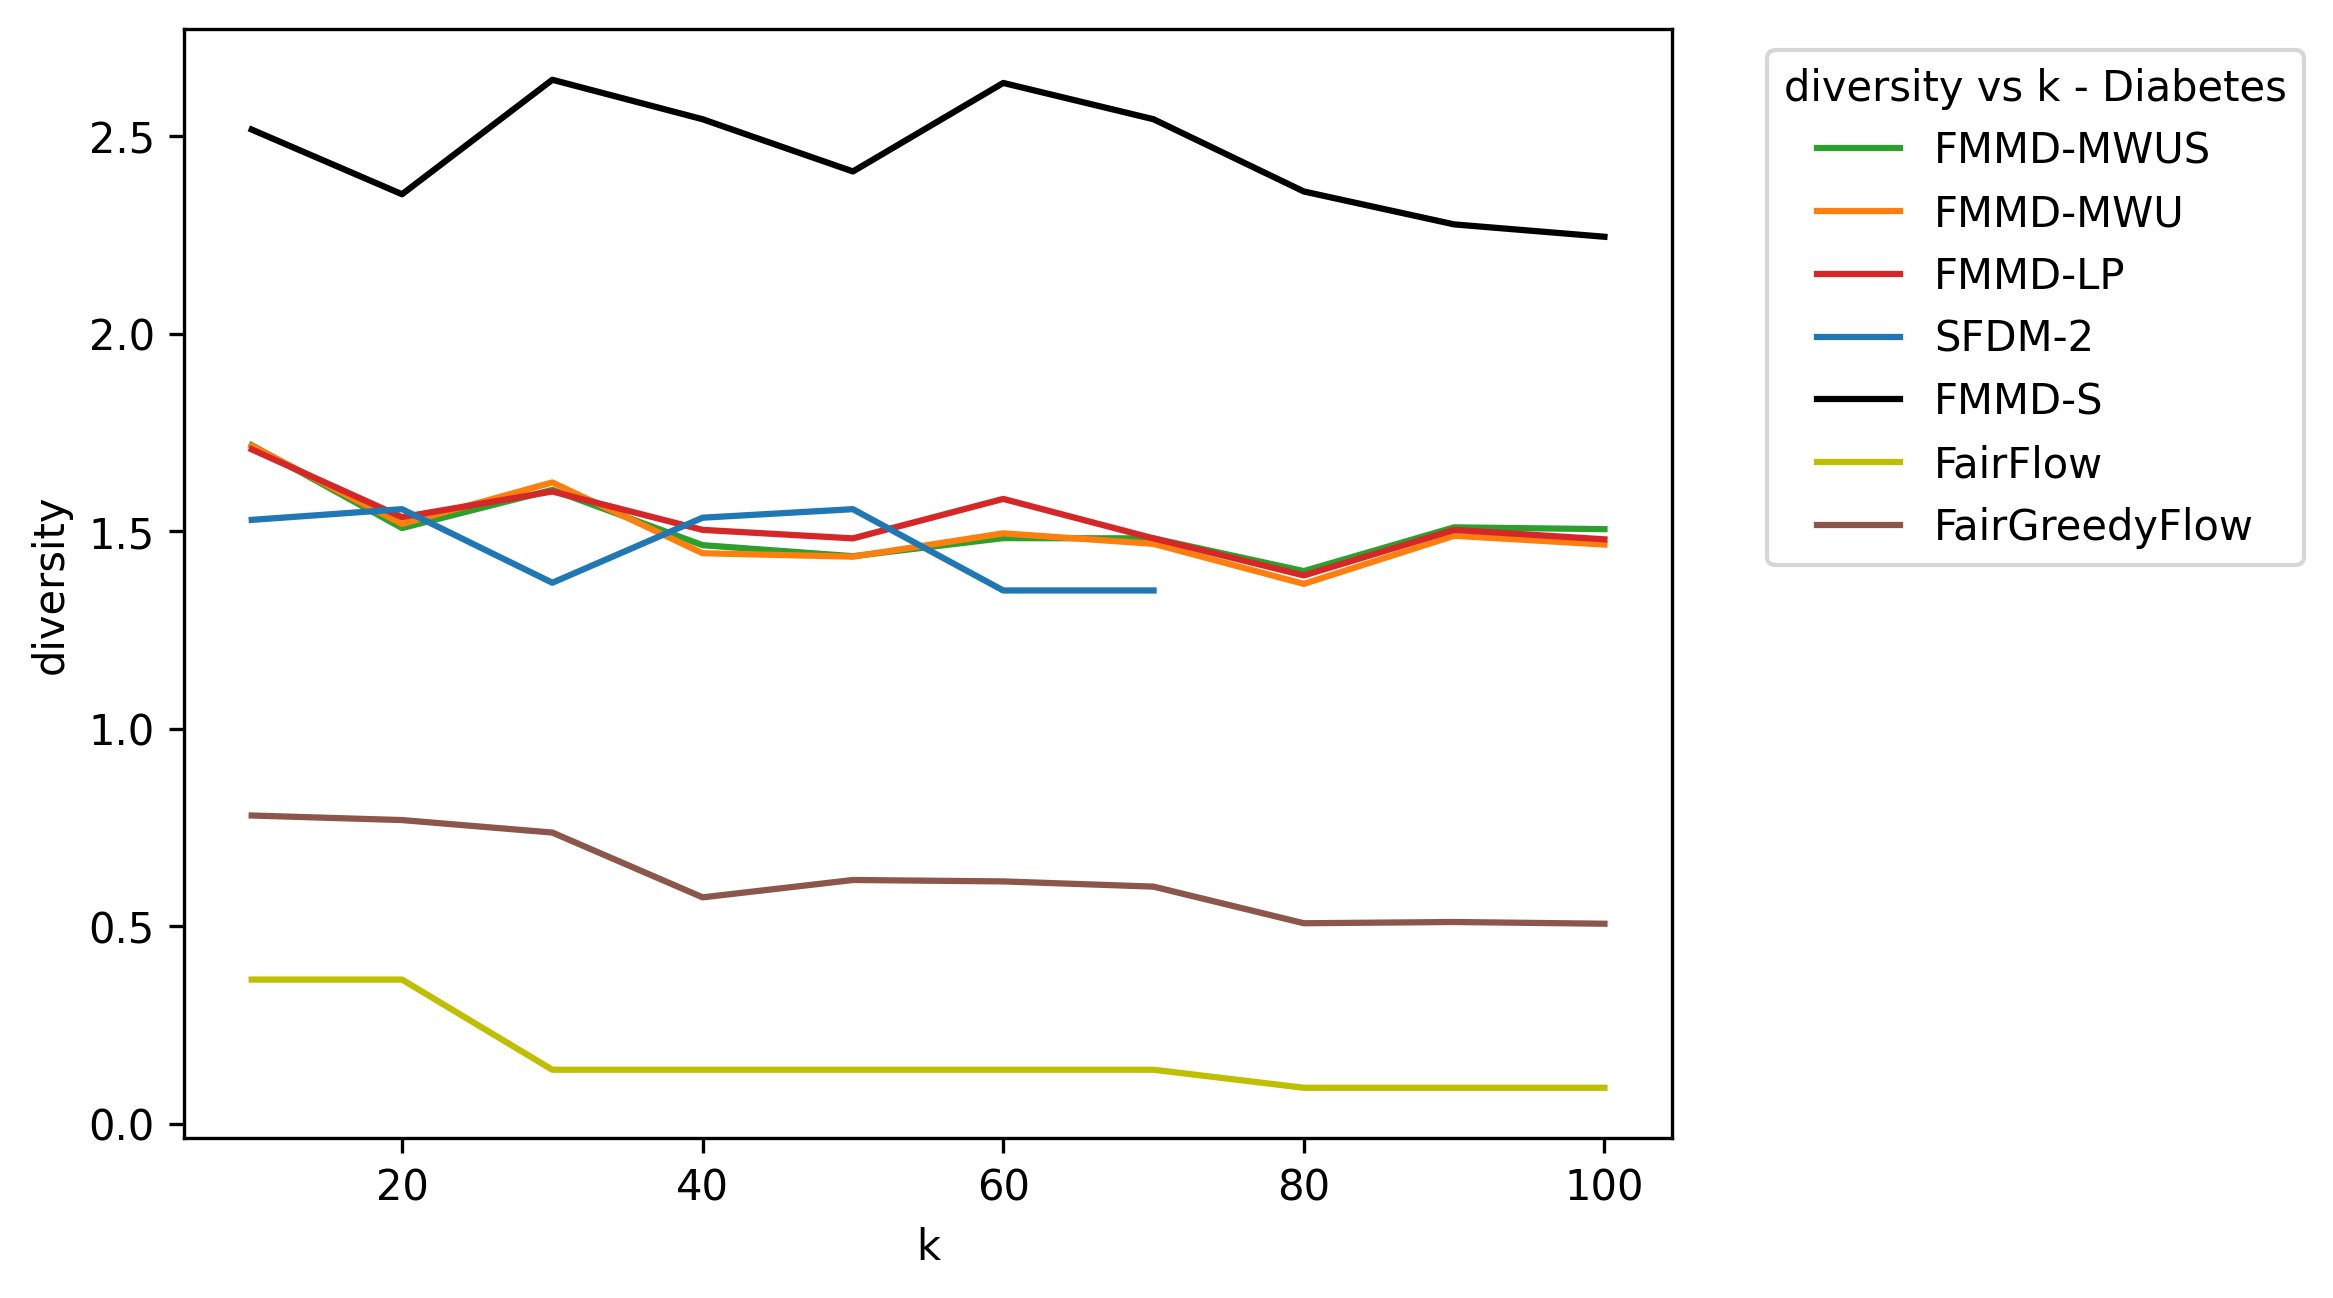 diversity vs k - Diabetes
FMMD-MWUS
FMMD-MWU
FMMD-LP
SFDM-2
FMMD-S
FairFlow
FairGreedyFlow
diversity
2.5
2.0
1.5
1.0
0.5
0.0
20 40 60 80 100
k